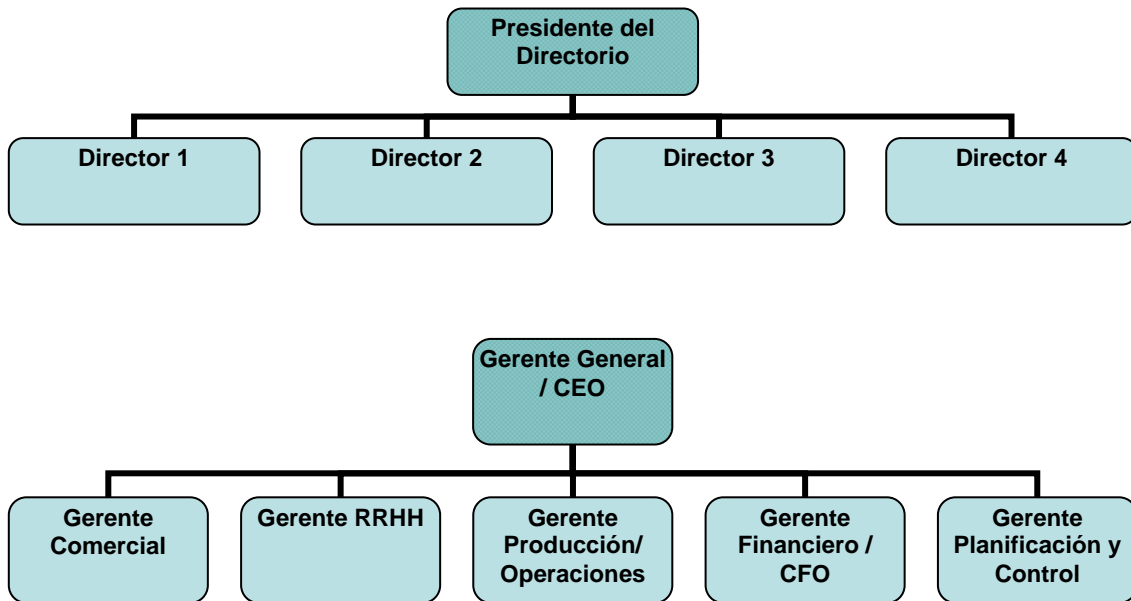 Presidente del
Directorio
Director 1
Director 2
Director 3
Director 4
Gerente General
/ CEO
Gerente
Comercial
Gerente RRHH
Gerente
Producción/
Operaciones
Gerente
Financiero /
CFO
Gerente
Planificación y
Control